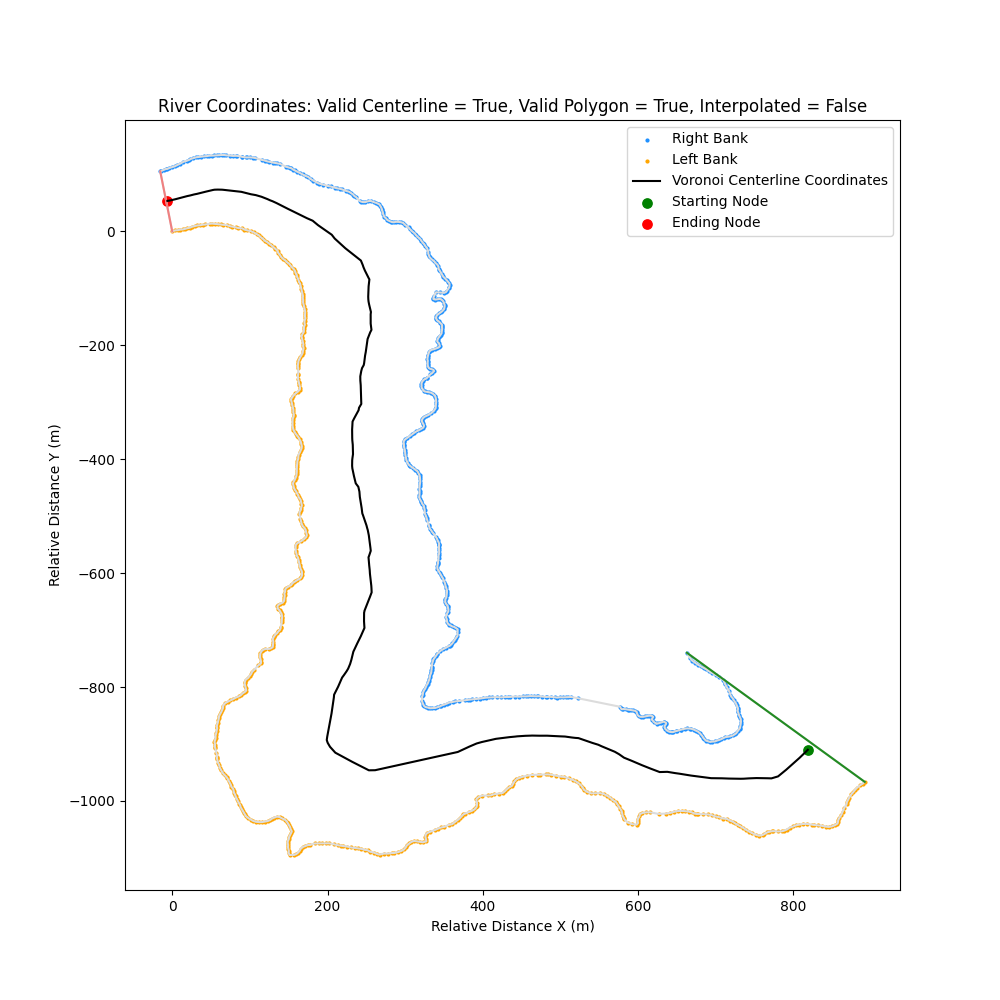 River Coordinates: Valid Centerline = True, Valid Polygon = True, Interpolated = False
Right Bank
Left Bank
Voronoi Centerline Coordinates
Starting Node
Ending Node
0
−200
−400
−600
−800
−1000
Relative Distance Y (m)
0
200
400
600
800
Relative Distance X (m)